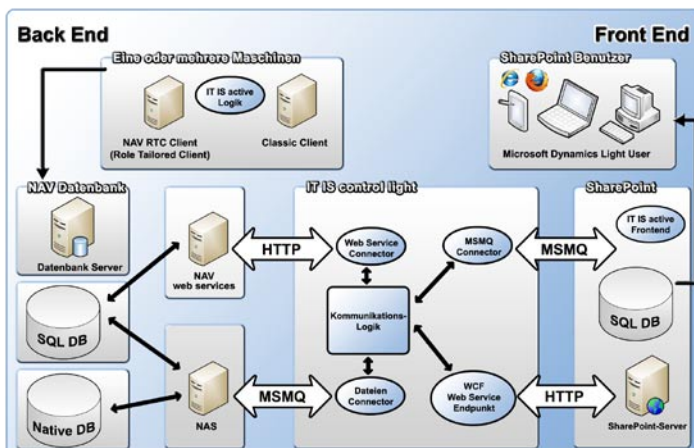 Back End
Front End
Eine oder mehrere Maschinen
IT IS active
Logik
NAV RTC Client
(Role Tailored Client)
Classic Client
SharePoint Benutzer
Microsoft Dynamics Light User
NAV Datenbank
Datenbank Server
SQL DB
Native DB
NAV
web services
NAS
HTTP
MSMQ
IT IS control light
Web Service
Connector
MSMQ
Connector
Kommunikations-
Logik
Dateien
Connector
WCF
Web Service
Endpunkt
MSMQ
HTTP
SharePoint
IT IS active
Frontend
SQL DB
SharePoint-Server